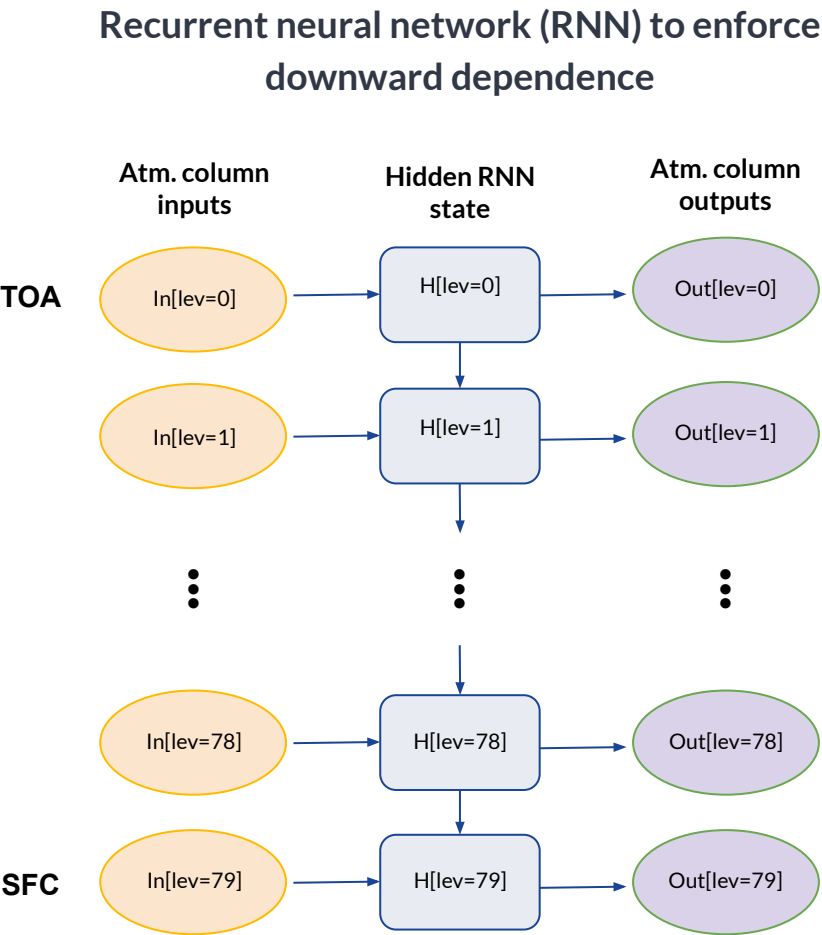 Recurrent neural network (RNN) to enforce
downward dependence
Atm. column
inputs
Hidden RNN
state
Atm. column
outputs
TOA
In[lev=0]
H[lev=0]
Out[lev=0]
In[lev=1]
H[lev=1]
Out[lev=1]
In[lev=78]
H[lev=78]
Out[lev=78]
SFC
In[lev=79]
H[lev=79]
Out[lev=79]